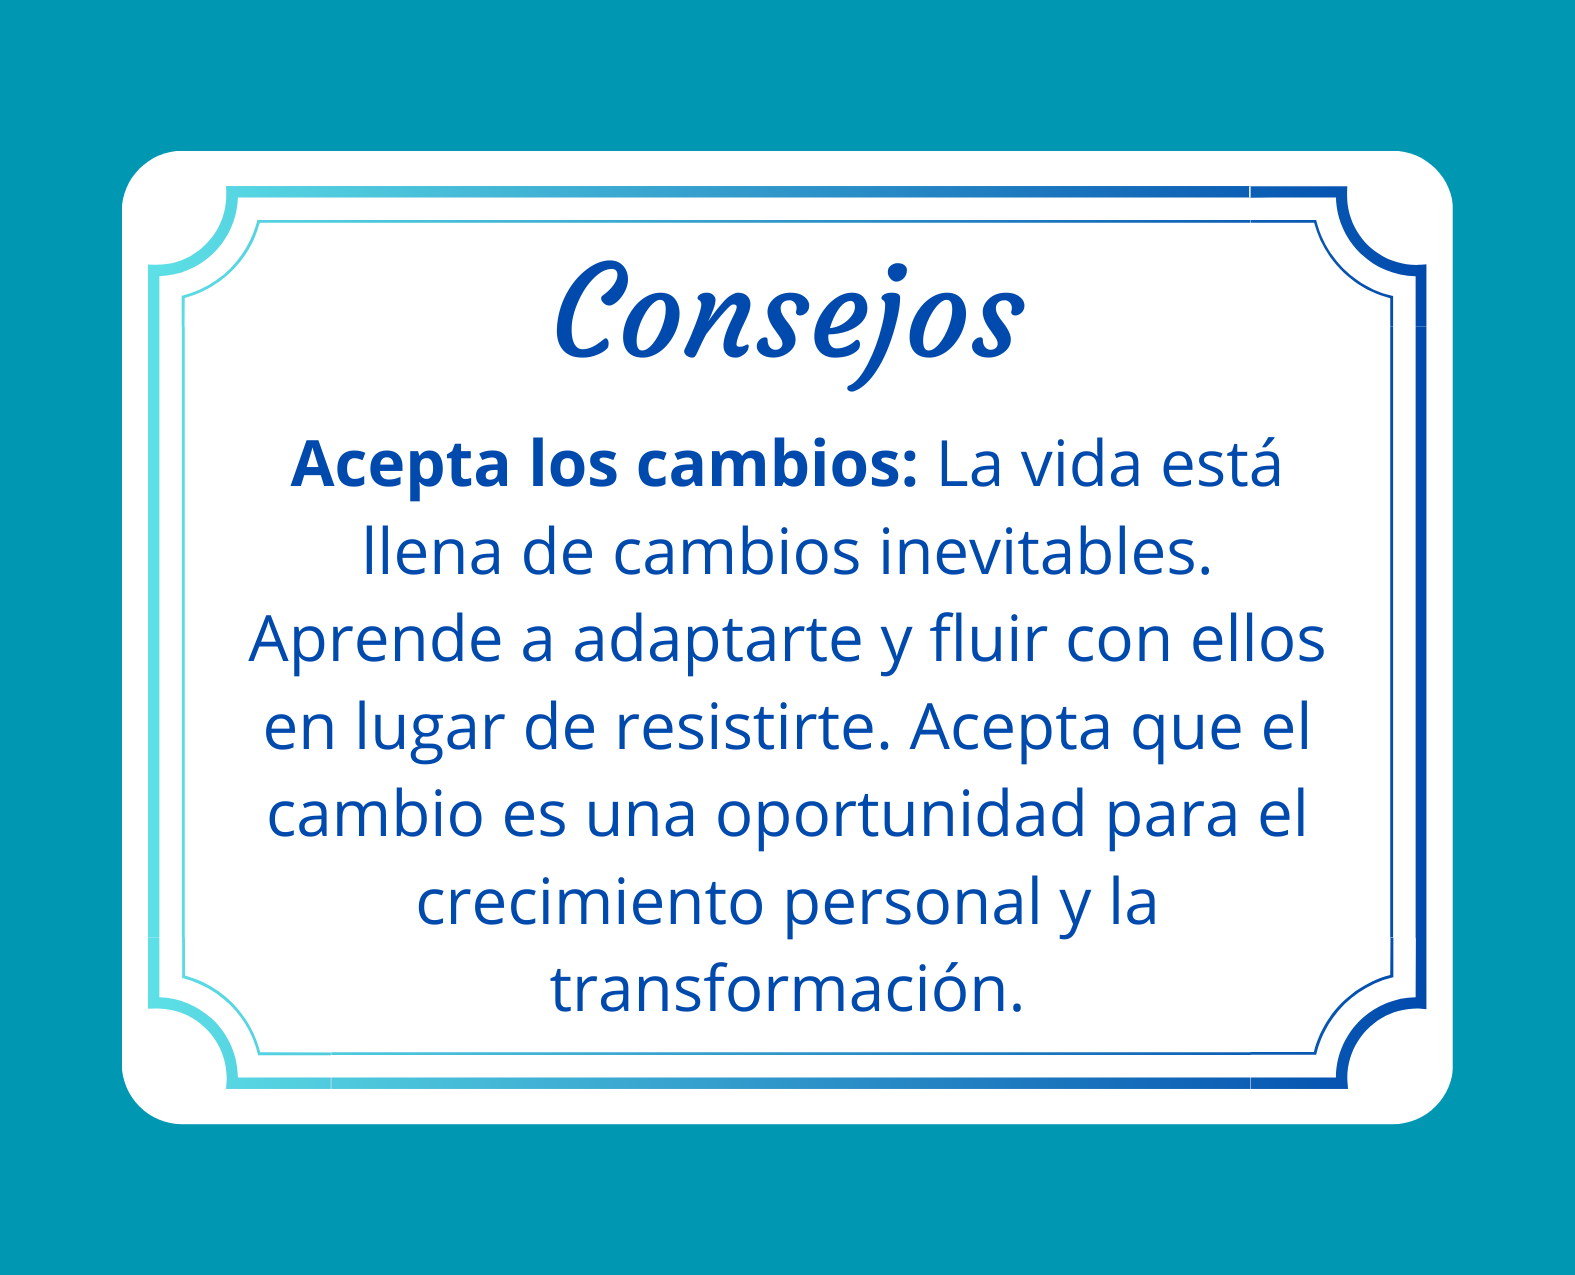 Consejos
Acepta los cambios: La vida está
llena de cambios inevitables.
Aprende a adaptarte y fluir con ellos
en lugar de resistirte. Acepta que el
cambio es una oportunidad para el
crecimiento personal y la
transformación.